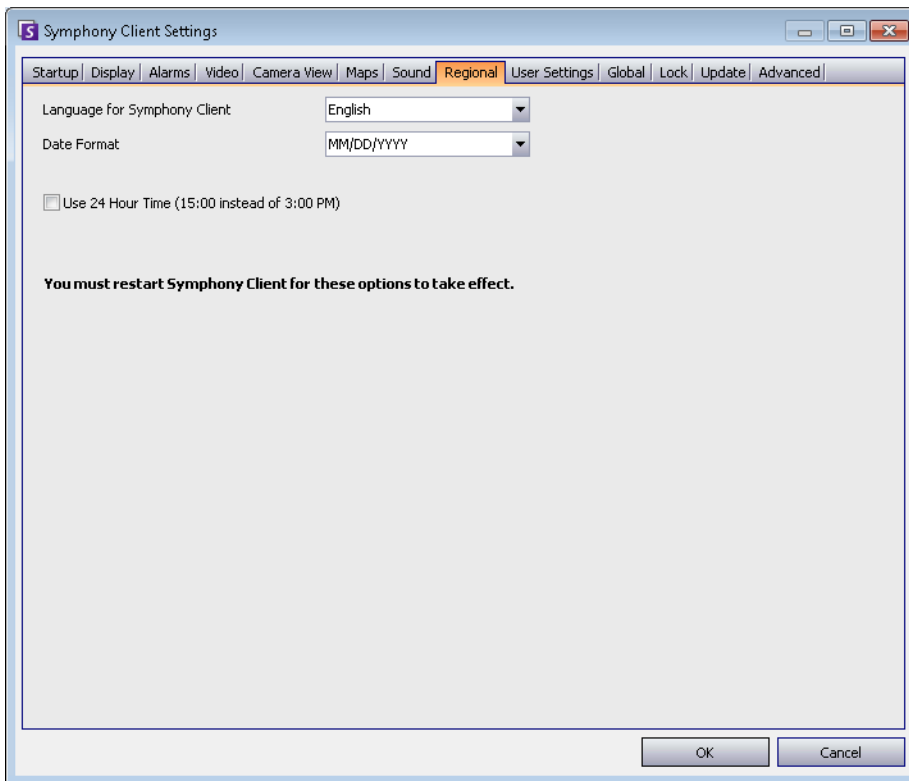 Symphony Client Settings
Startup Display Alarms Video Camera View Maps Sound Regional User Settings Global Lock Update Advanced
Language for Symphony Client English
Date Format MM/DD/YYYY
Use 24 Hour Time (15:00 instead of 3:00 PM)
You must restart Symphony Client for these options to take effect.
OK Cancel